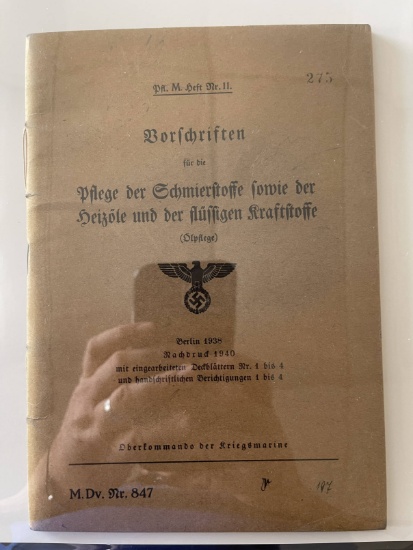 Pfl. M. Heft Nr. 11.
275
Vorschriften
für die
Pflege der Schmierstoffe sowie der
Heizöle und der flüssigen Kraftstoffe
(Ölpflege)
Berlin 1938
Nachdruck 1940
mit eingearbeiteten Deckblättern Nr. 1 bis 4
und handschriftlichen Berichtigungen 1 bis 4
Oberkommando der Kriegsmarine
M. Dv. Nr. 847
187